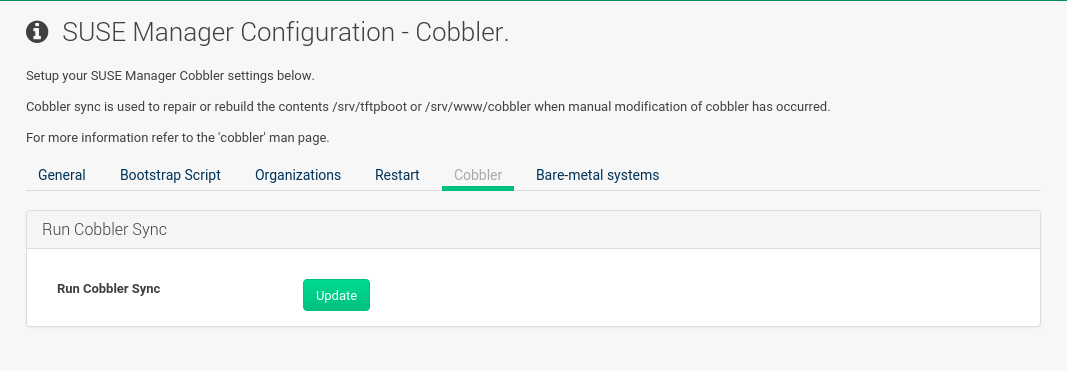 SUSE Manager Configuration - Cobbler.
Setup your SUSE Manager Cobbler settings below.
Cobbler sync is used to repair or rebuild the contents /srv/tftpboot or /srv/www/cobbler when manual modification of cobbler has occurred.
For more information refer to the 'cobbler' man page.
General Bootstrap Script Organizations Restart Cobbler Bare-metal systems
Run Cobbler Sync
Run Cobbler Sync Update